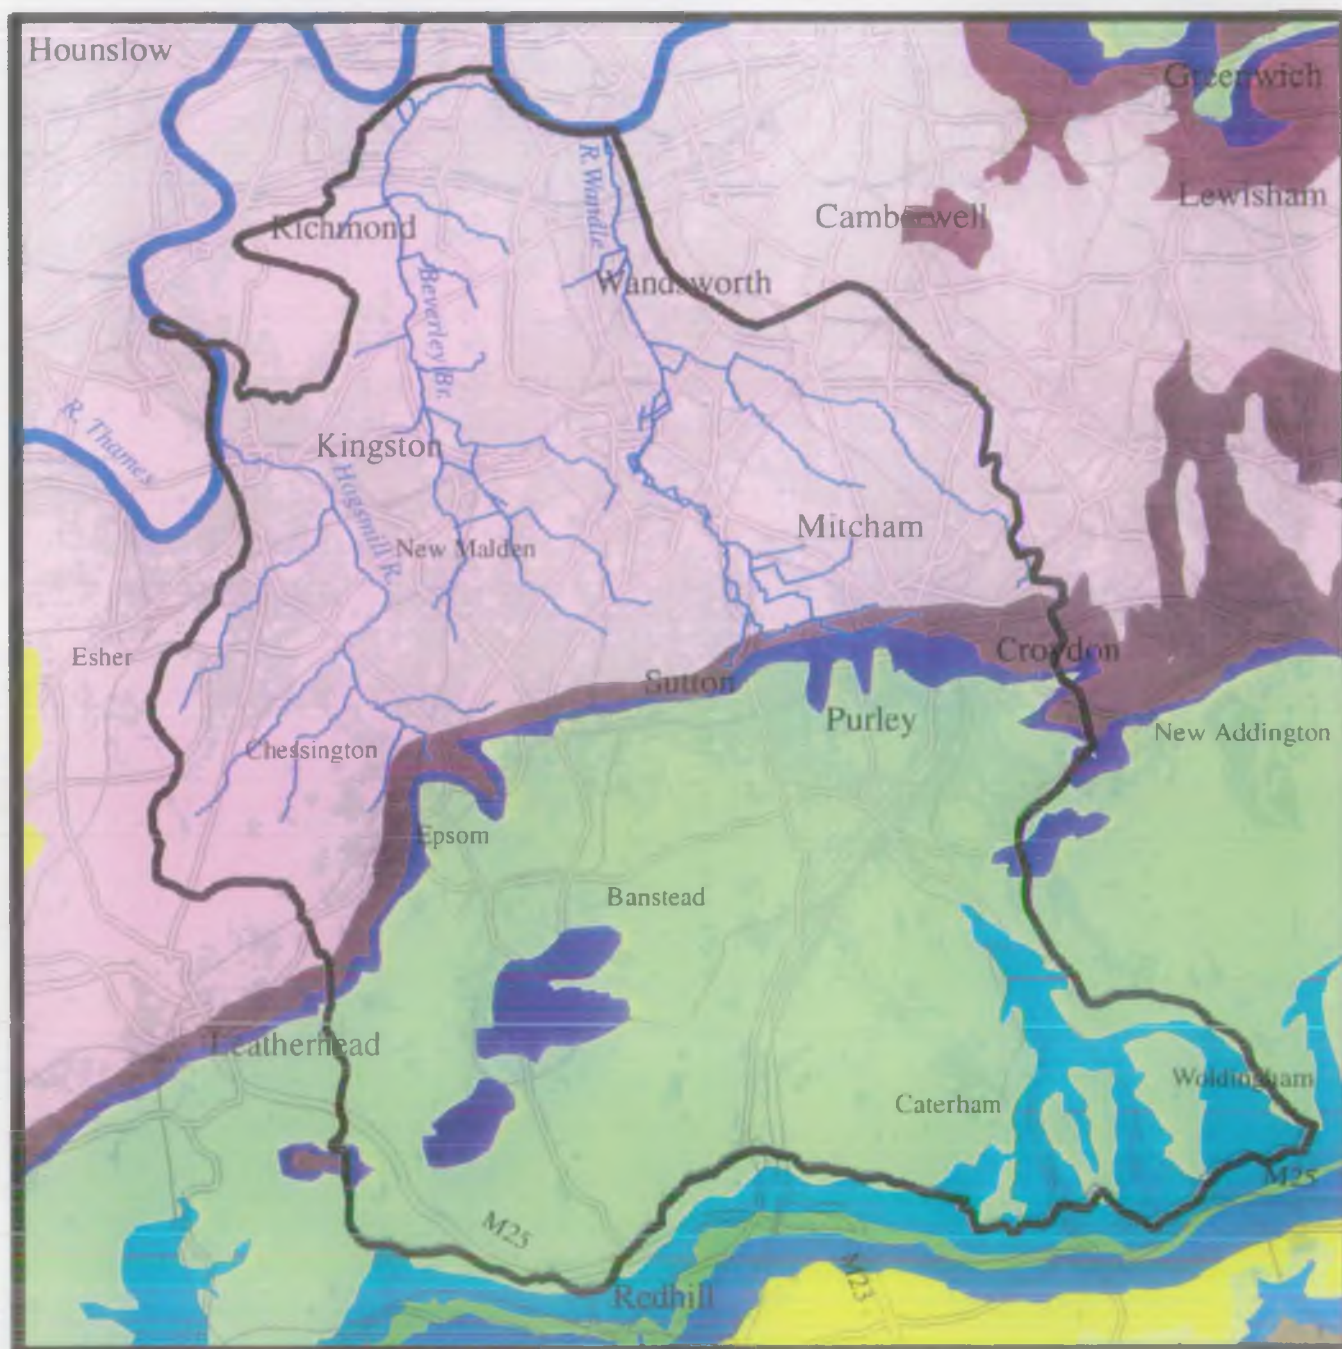 Hounslow
Greenwich
R. Wandle
Lewisham
Camberwell
Richmond
Wandsworth
Beverley Br.
R. Thames
Kingston
Hogsmill R.
Mitcham
New Malden
Esher
Croydon
Sutton
Purley
New Addington
Chessington
Epsom
Banstead
Leatherhead
Woldingham
Caterham
M25
M25
M23
Redhill